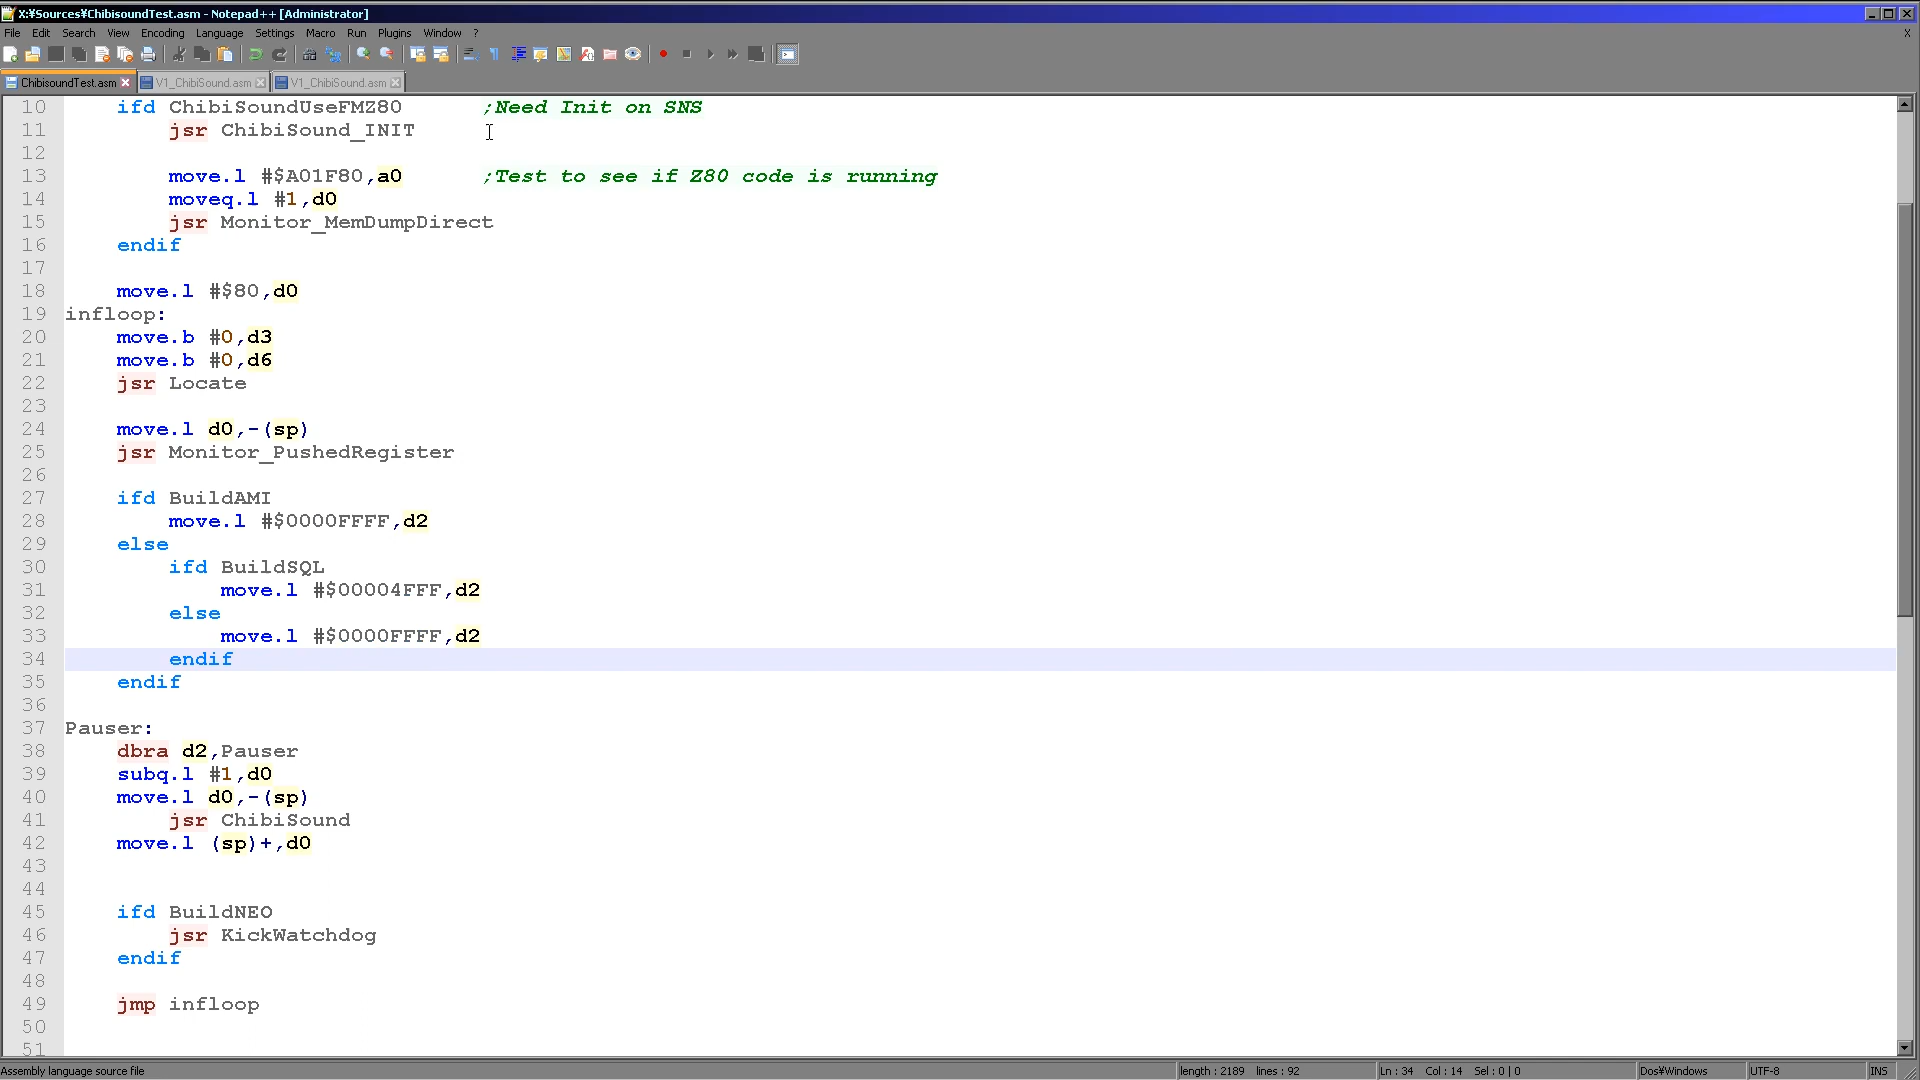 X:¥Sources¥ChibisoundTest.asm - Notepad++ [Administrator]
File Edit Search View Encoding Language Settings Macro Run Plugins Window ? X
ChibisoundTest.asm V1_ChibiSound.asm V1_ChibiSound.asm
10 ifd ChibiSoundUseFMZ80 ;Need Init on SNS
11 jsr ChibiSound_INIT
12
13 move.l #$A01F80,a0 ;Test to see if Z80 code is running
14 moveq.l #1,d0
15 jsr Monitor_MemDumpDirect
16 endif
17
18 move.l #$80,d0
19 infloop:
20 move.b #0,d3
21 move.b #0,d6
22 jsr Locate
23
24 move.l d0,-(sp)
25 jsr Monitor_PushedRegister
26
27 ifd BuildAMI
28 move.l #$0000FFFF,d2
29 else
30 ifd BuildSQL
31 move.l #$00004FFF,d2
32 else
33 move.l #$0000FFFF,d2
34 endif
35 endif
36
37 Pauser:
38 dbra d2,Pauser
39 subq.l #1,d0
40 move.l d0,-(sp)
41 jsr ChibiSound
42 move.l (sp)+,d0
43
44
45 ifd BuildNEO
46 jsr KickWatchdog
47 endif
48
49 jmp infloop
50
51
Assembly language source file length : 2189 lines : 92 Ln : 34 Col : 14 Sel : 0 | 0 Dos¥Windows UTF-8 INS